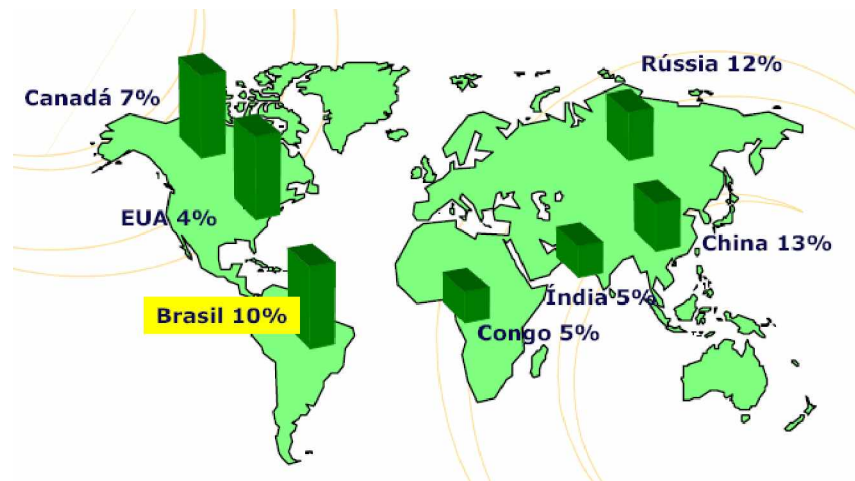 Rússia 12%
Canadá 7%
EUA 4%
China 13%
Índia 5%
Brasil 10%
Congo 5%